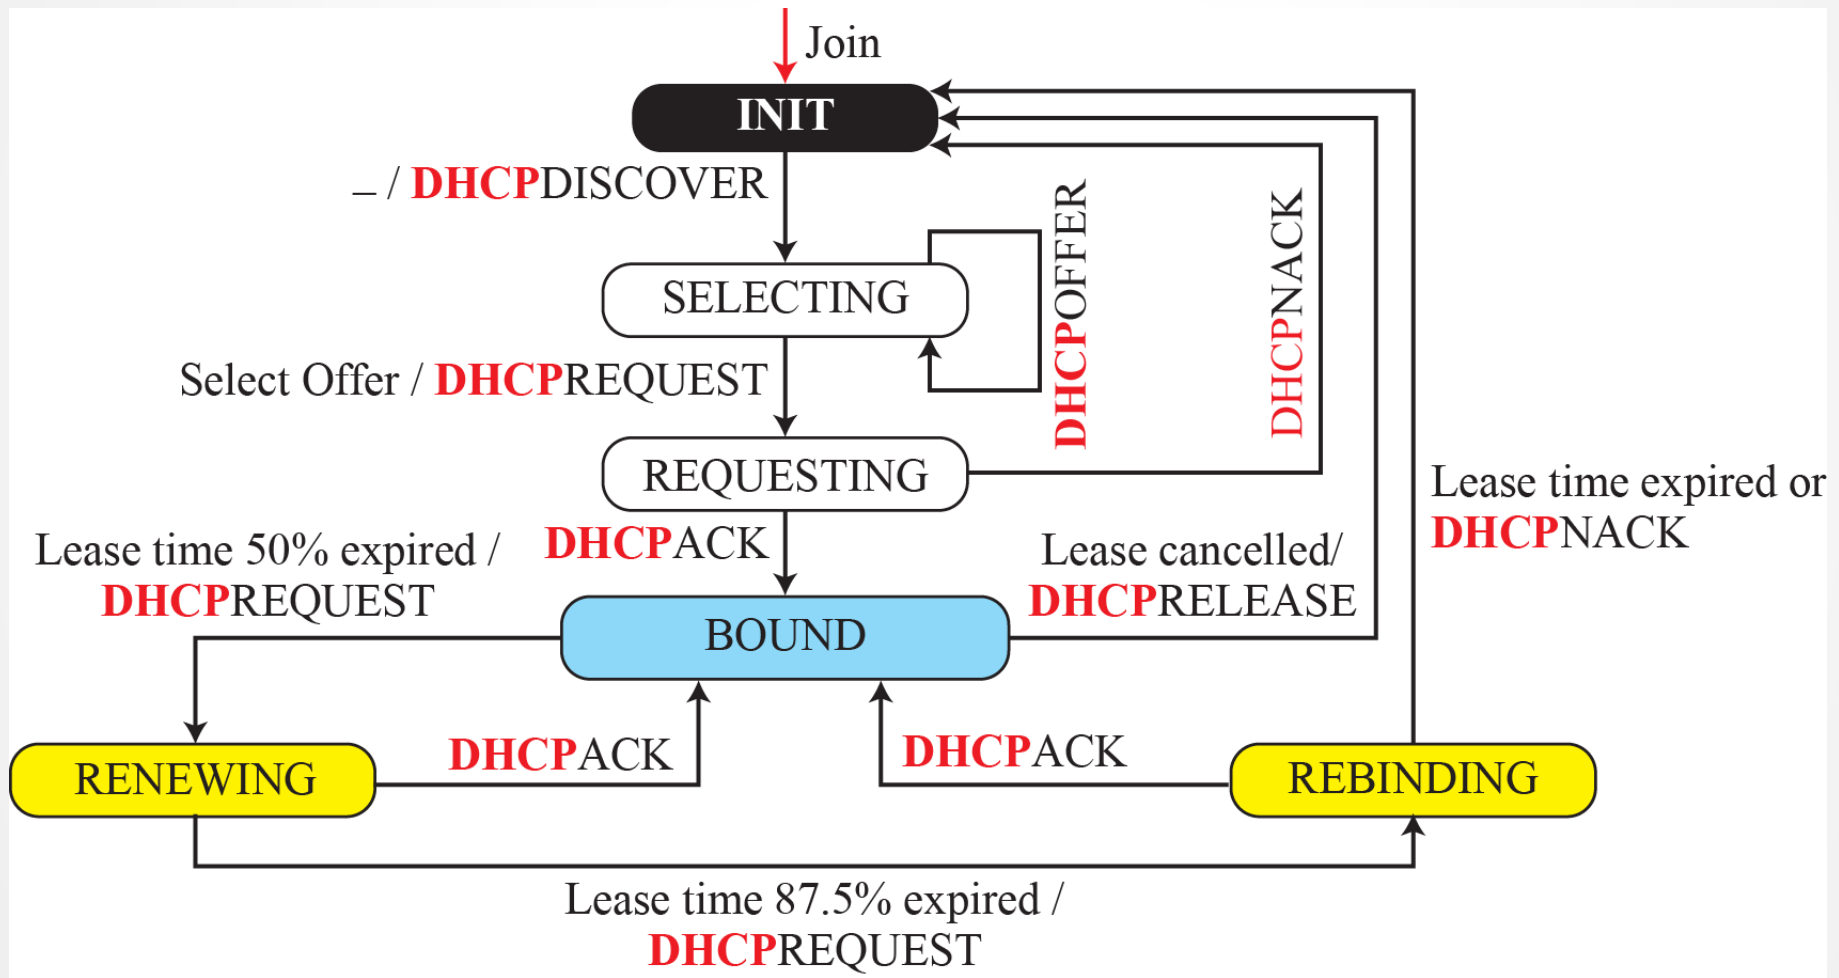 Join
INIT
– / DHCPDISCOVER
SELECTING
DHCPOFFER
DHCPNACK
Select Offer / DHCPREQUEST
REQUESTING
Lease time expired or
DHCPNACK
DHCPACK
Lease time 50% expired /
DHCPREQUEST
Lease cancelled/
DHCPRELEASE
BOUND
DHCPACK
DHCPACK
RENEWING
REBINDING
Lease time 87.5% expired /
DHCPREQUEST